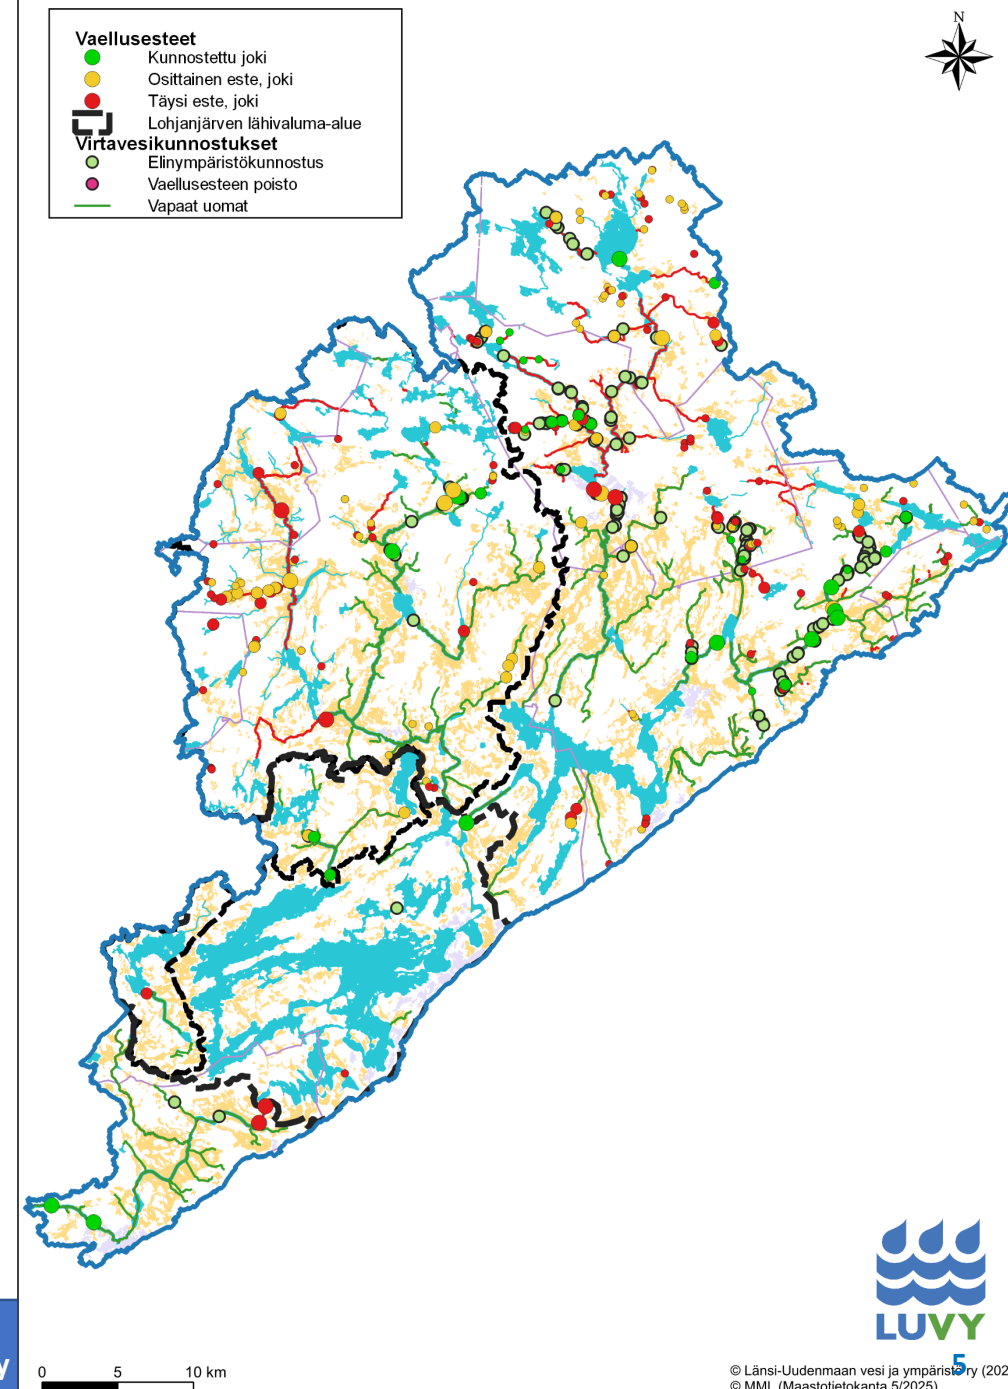 N
Vaellusesteet
Kunnostettu joki
Osittainen este, joki
Täysi este, joki
Lohjanjärven lähivaluma-alue
Virtavesikunnostukset
Elinympäristökunnostus
Vaellusesteen poisto
Vapaat uomat
LUVY
y
5
0 5 10 km
© Länsi-Uudenmaan vesi ja ympäristö ry (202
© MML (Maastotietokanta 5/2025)